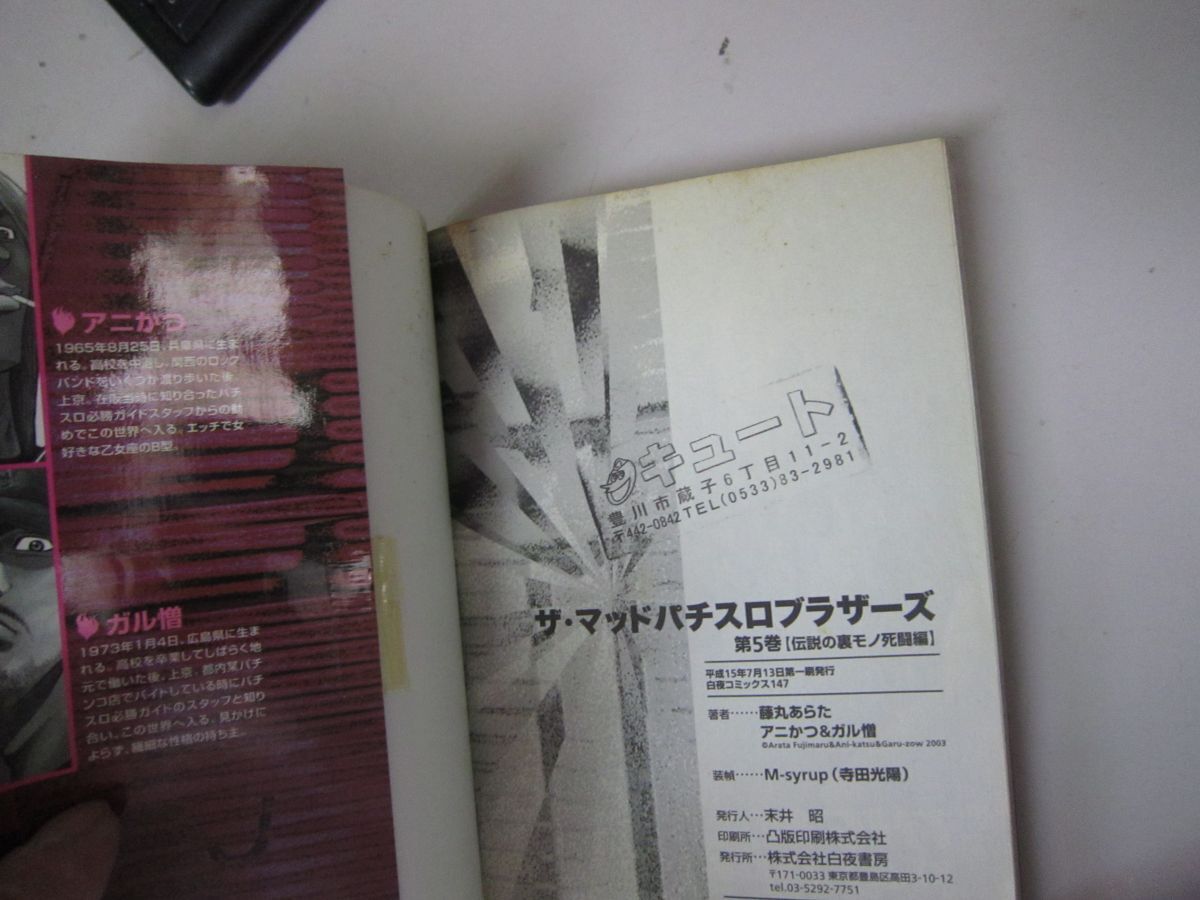 アニかつ
1965年8月25日、兵庫県に生ま
れる。高校を中退し、関西のロック
バンドをいくつか渡り歩いた後、
上京。在阪当時に知り合ったパチ
スロ必勝ガイドスタッフからの勧
めでこの世界へ入る。エッチで女
好きな乙女座のB型。
ガル憎
1973年1月4日、広島県に生ま
れる。高校を卒業してしばらく地
元で働いた後、上京。都内某パチ
ンコ店でバイトしている時にパチ
スロ必勝ガイドのスタッフと知り
合い、この世界へ入る。見かけに
よらず、繊細な性格の持ち主。
キュート
豊川市蔵子6丁目11-2
〒442-0842 TEL(0533)83-2981
ザ・マッドパチスロブラザーズ
第5巻【伝説の裏モノ死闘編】
平成15年7月13日第一刷発行
白夜コミックス147
著者……藤丸あらた
アニかつ&ガル憎
©Arata Fujimaru&Ani-katsu&Garu-zow 2003
装幀……M-syrup(寺田光陽)
発行人…末井 昭
印刷所…凸版印刷株式会社
発行所…株式会社白夜書房
〒171-0033 東京都豊島区高田3-10-12
tel.03-5292-7751